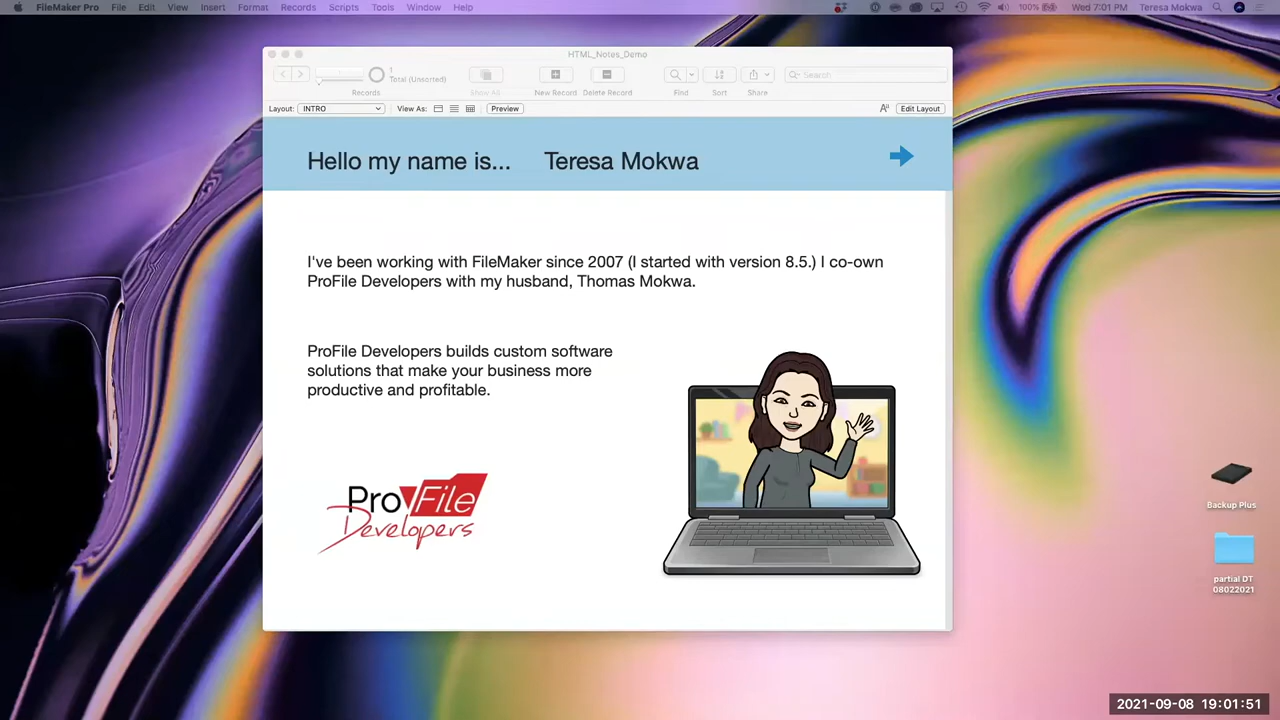 FileMaker Pro File Edit View Insert Format Records Scripts Tools Window Help 100% Wed 7:01 PM Teresa Mokwa
HTML_Notes_Demo
1
Total (Unsorted)
Records Show All New Record Delete Record Find Sort Share
Search
Layout: INTRO View As: Preview Edit Layout
Hello my name is... Teresa Mokwa
I've been working with FileMaker since 2007 (I started with version 8.5.) I co-own
ProFile Developers with my husband, Thomas Mokwa.
ProFile Developers builds custom software
solutions that make your business more
productive and profitable.
ProFile
Developers
Backup Plus
partial DT
08022021
2021-09-08 19:01:51